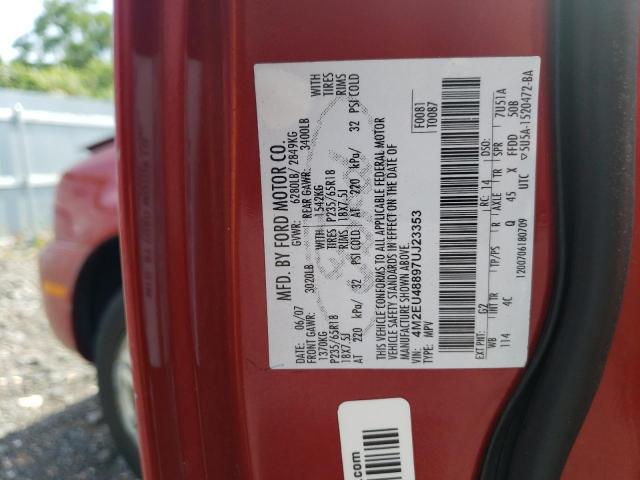 MFD. BY FORD MOTOR CO.
DATE: 06/07 GVWR: 6280LB/ 2849KG
FRONT GAWR: 3020LB REAR GAWR: 3400LB
1370KG WITH 1542KG WITH
P235/65R18 TIRES P235/65R18 TIRES
18X7.5J RIMS 18X7.5J RIMS
AT 220 kPa/ 32 PSI COLD AT 220 kPa/ 32 PSI COLD
THIS VEHICLE CONFORMS TO ALL APPLICABLE FEDERAL MOTOR
VEHICLE SAFETY STANDARDS IN EFFECT ON THE DATE OF
MANUFACTURE SHOWN ABOVE.
VIN: 4M2EU48897UJ23353
TYPE: MPV
F0081
T0087
EXT PNT: G2 RC: 14 DSO:
WB INT TR TP/PS R AXLE TR SPR 7U51A
114 4C Q 45 X FFDD 50B
1200706180709 UTC 5U5A-1520472-BA
.com